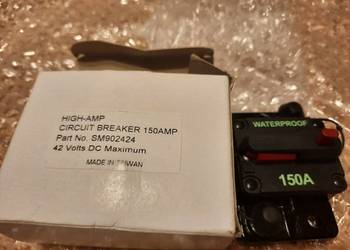 HIGH-AMP
CIRCUIT BREAKER 150AMP
Part No. SM902424
42 Volts DC Maximum
MADE IN TAIWAN
WATERPROOF
150A